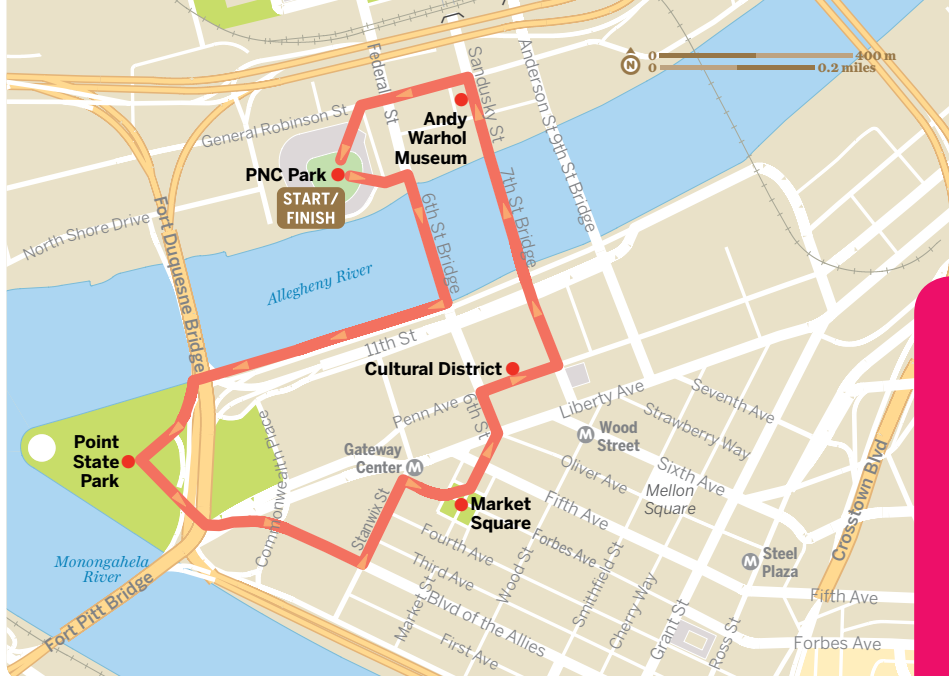 Federal St
Sandusky St
Anderson St
9th St Bridge
0
400 m
N
0
0.2 miles
General Robinson St
Andy
Warhol
Museum
PNC Park
START/
FINISH
7th St Bridge
6th St Bridge
North Shore Drive
Fort Duquesne Bridge
Allegheny River
11th St
Cultural District
Penn Ave
6th St
Liberty Ave
Seventh Ave
Strawberry Way
Point
State
Park
Commonwealth Place
Gateway
Center
M
M
Wood
Street
Sixth Ave
Oliver Ave
Mellon
Square
Crosstown Blvd
Stanwix St
Market
Square
Fifth Ave
Fourth Ave
Forbes Ave
Third Ave
Wood St
Smithfield St
Cherry Way
M
Steel
Plaza
Monongahela
River
Fort Pitt Bridge
Market St
Blvd of the Allies
First Ave
Grant St
Ross St
Fifth Ave
Forbes Ave